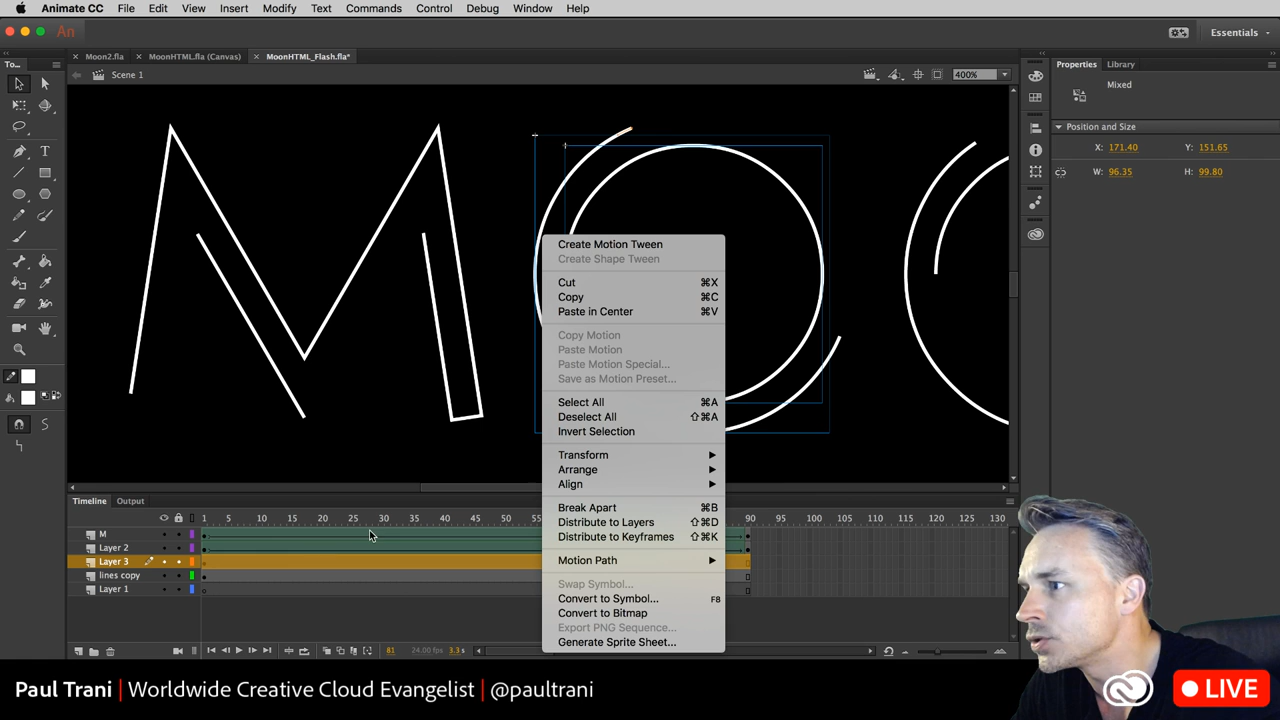 Animate CC File Edit View Insert Modify Text Commands Control Debug Window Help
An Essentials
To... Moon2.fla MoonHTML.fla (Canvas) MoonHTML_Flash.fla* Properties Library
Scene 1 400% Mixed
Position and Size
X: 171.40 Y: 151.65
W: 96.35 H: 99.80
Create Motion Tween
Create Shape Tween
Cut ⌘X
Copy ⌘C
Paste in Center ⌘V
Copy Motion
Paste Motion
Paste Motion Special...
Save as Motion Preset...
Select All ⌘A
Deselect All ⇧⌘A
Invert Selection
Transform
Arrange
Align
Break Apart ⌘B
Distribute to Layers ⇧⌘D
Distribute to Keyframes ⇧⌘K
Motion Path
Swap Symbol...
Convert to Symbol... F8
Convert to Bitmap
Export PNG Sequence...
Generate Sprite Sheet...
MO
Timeline Output
1 5 10 15 20 25 30 35 40 45 50 55 90 95 100 105 110 115 120 125 130
M
Layer 2
Layer 3
lines copy
Layer 1
81 24.00 fps 3.3 s
Paul Trani | Worldwide Creative Cloud Evangelist | @paultrani
LIVE